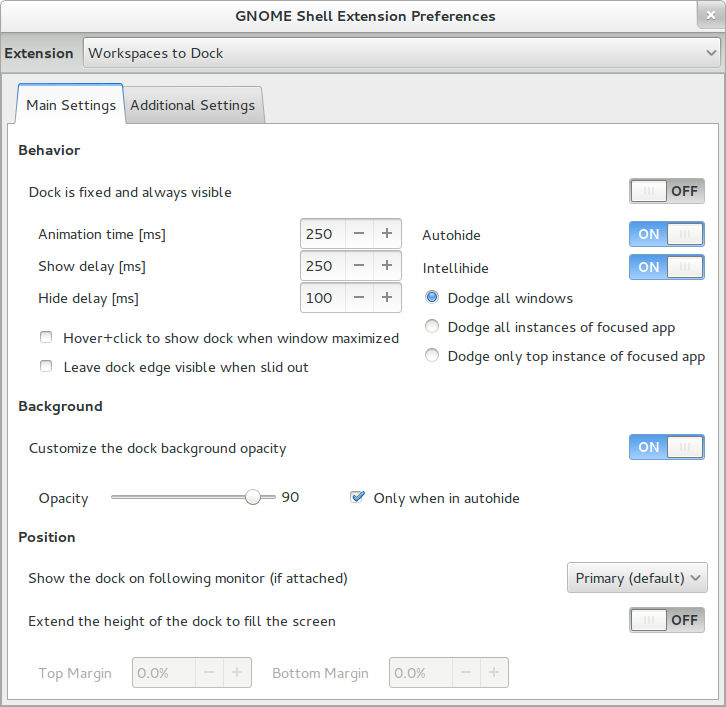 GNOME Shell Extension Preferences
Extension Workspaces to Dock
Main Settings Additional Settings
Behavior
Dock is fixed and always visible OFF
Animation time [ms] 250 Autohide ON
Show delay [ms] 250 Intellihide ON
Hide delay [ms] 100 Dodge all windows
Dodge all instances of focused app
Hover+click to show dock when window maximized
Dodge only top instance of focused app
Leave dock edge visible when slid out
Background
Customize the dock background opacity ON
Opacity 90 Only when in autohide
Position
Show the dock on following monitor (if attached) Primary (default)
Extend the height of the dock to fill the screen OFF
Top Margin 0.0% Bottom Margin 0.0%